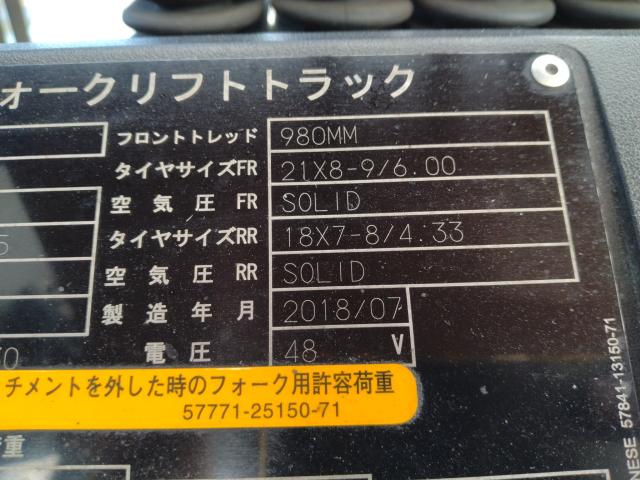 ォークリフトトラック
フロントトレッド 980MM
タイヤサイズFR 21X8-9/6.00
空気圧 FR SOLID
タイヤサイズRR 18X7-8/4.33
空気圧 RR SOLID
製造年月 2018/07
電圧 48 V
チメントを外した時のフォーク用許容荷重
57771-25150-71
荷重
NESE 57841-13150-71